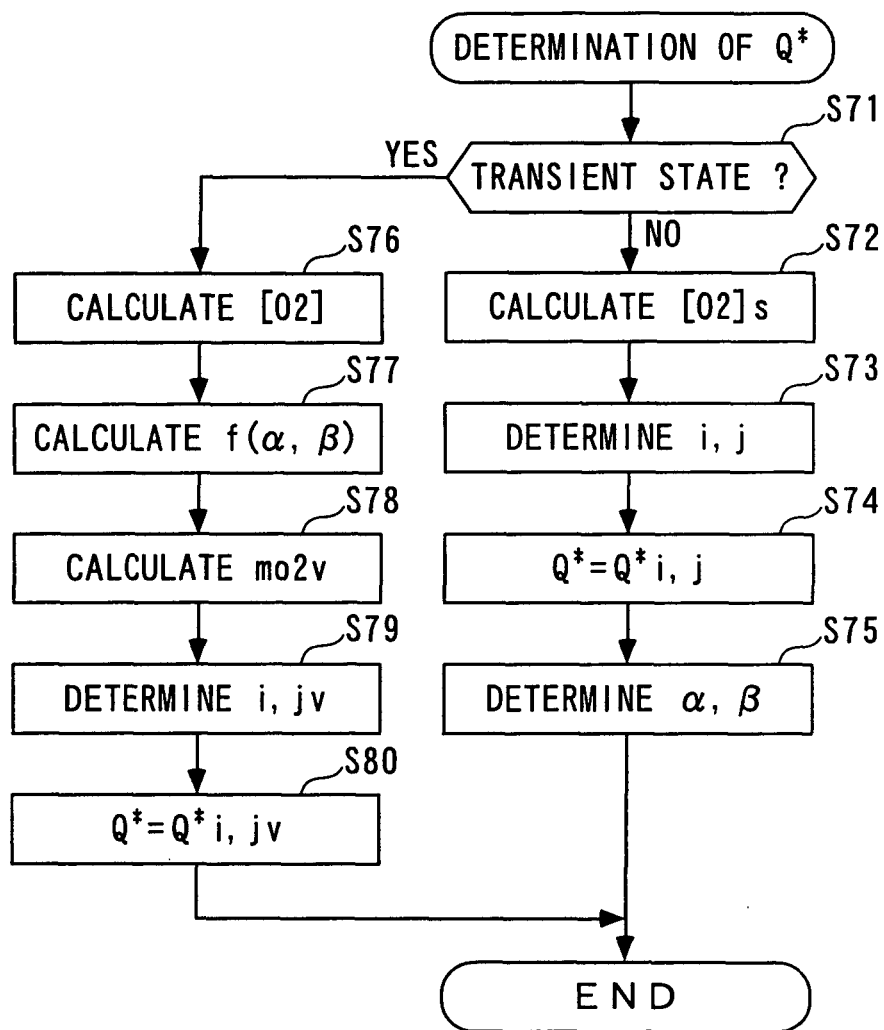 DETERMINATION OF Q*
S71
TRANSIENT STATE ?
YES
NO
S76
CALCULATE [O2]
S77
CALCULATE f(α, β)
S78
CALCULATE mo2v
S79
DETERMINE i, jv
S80
Q*=Q* i, jv
S72
CALCULATE [O2]s
S73
DETERMINE i, j
S74
Q*=Q* i, j
S75
DETERMINE α, β
END